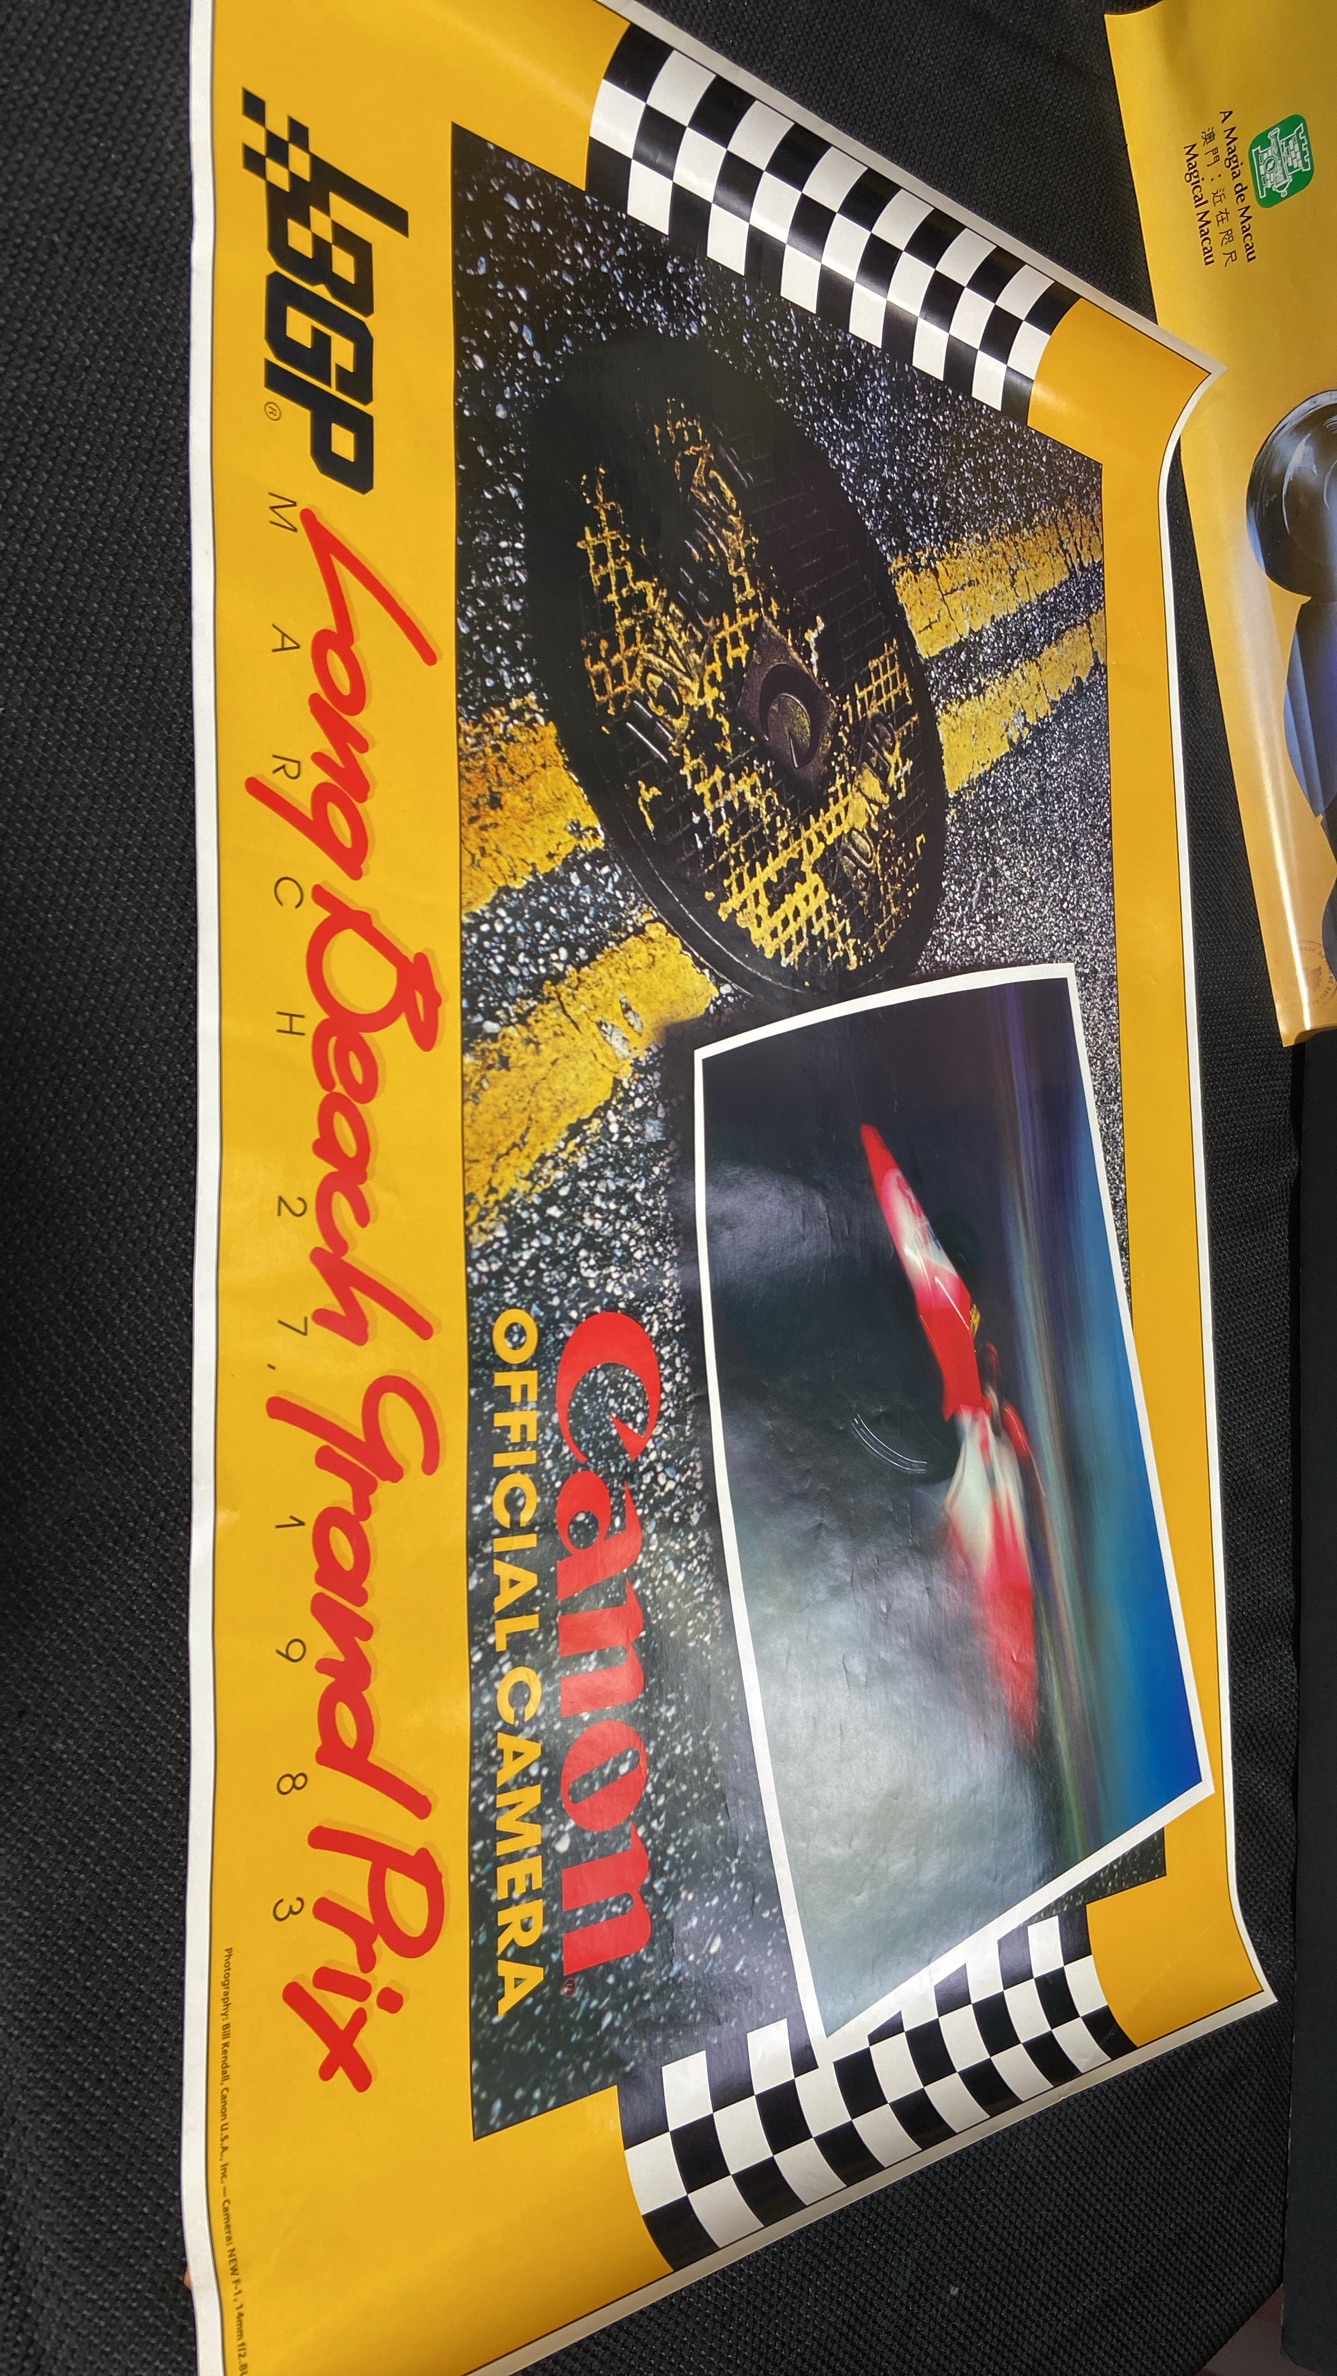 Canon®
OFFICIAL CAMERA
LBGP®
Long Beach Grand Prix
MARCH 27, 1983
Photography: Bill Kendall, Canon U.S.A., Inc. — Camera: NEW F-1, 14mm f/2.8L
A Magia de Macau
澳門：近在咫尺
Magical Macau